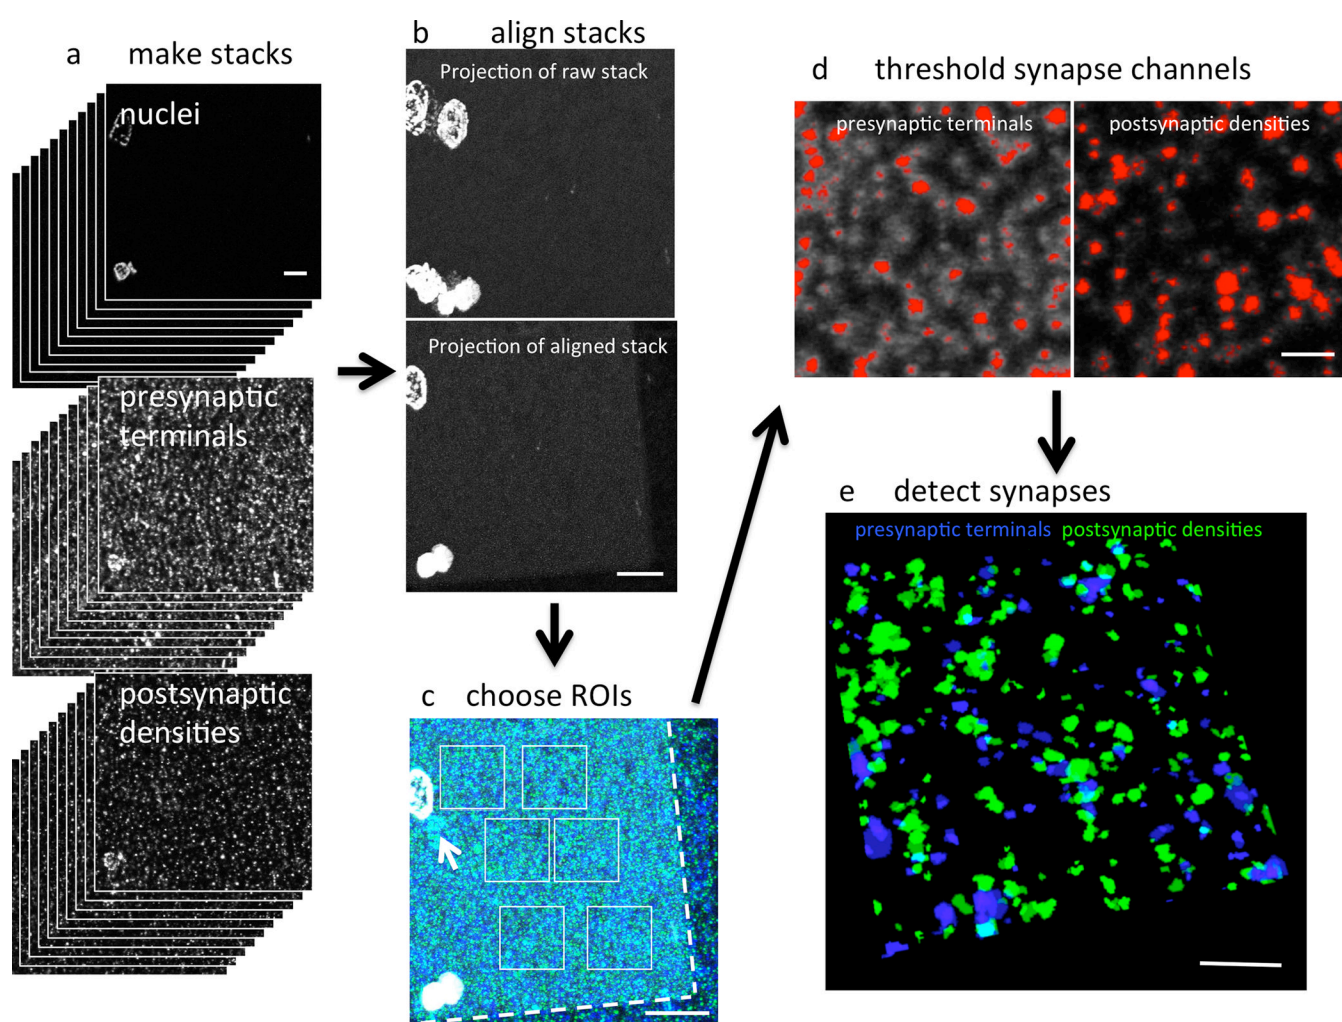 a make stacks
nuclei
presynaptic
terminals
postsynaptic
densities
b align stacks
Projection of raw stack
Projection of aligned stack
c choose ROIs
d threshold synapse channels
presynaptic terminals postsynaptic densities
e detect synapses
presynaptic terminals postsynaptic densities